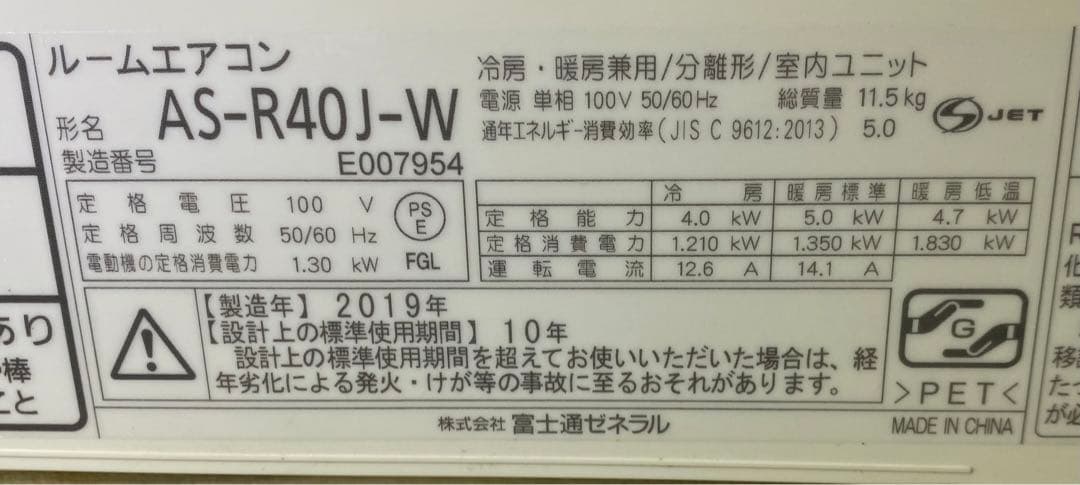 ルームエアコン
形名 AS-R40J-W
製造番号 E007954
冷房・暖房兼用/分離形/室内ユニット
電源 単相 100V 50/60Hz 総質量 11.5kg
通年エネルギー消費効率(JIS C 9612:2013) 5.0
JET
定格電圧 100 V
定格周波数 50/60 Hz
電動機の定格消費電力 1.30 kW
PS
E
FGL
冷房 暖房標準 暖房低温
定格能力 4.0 kW 5.0 kW 4.7 kW
定格消費電力 1.210 kW 1.350 kW 1.830 kW
運転電流 12.6 A 14.1 A
【製造年】2019年
【設計上の標準使用期間】10年
設計上の標準使用期間を超えてお使いいただいた場合は、経
年劣化による発火・けが等の事故に至るおそれがあります。
G
>PET<
株式会社 富士通ゼネラル
MADE IN CHINA
あり
棒
こと
化
類
移
たっ
が必